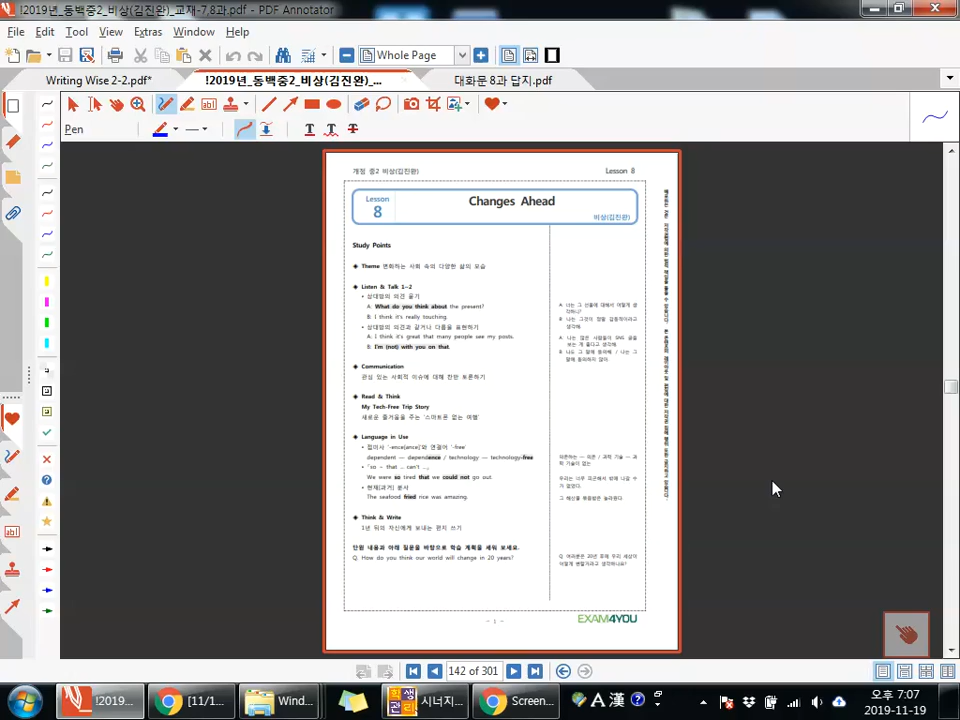 !2019년_동백중2_비상(김진완)_교재-7,8과.pdf - PDF Annotator
File Edit Tool View Extras Window Help
Whole Page
Writing Wise 2-2.pdf* !2019년_동백중2_비상(김진완)_... 대화문 8과 답지.pdf
Pen
개정 중2 비상(김진완) Lesson 8
Lesson
8
Changes Ahead
비상(김진완)
Study Points
◈ Theme 변화하는 사회 속의 다양한 삶의 모습
◈ Listen & Talk 1~2
• 상대방의 의견 묻기
A: What do you think about the present?
B: I think it's really touching.
• 상대방의 의견과 같거나 다름을 표현하기
A: I think it's great that many people see my posts.
B: I'm (not) with you on that.
◈ Communication
관심 있는 사회적 이슈에 대해 찬반 토론하기
◈ Read & Think
My Tech-Free Trip Story
새로운 즐거움을 주는 '스마트폰 없는 여행'
◈ Language in Use
• 접미사 '-ence[ance]'와 연결어 '-free'
dependent — dependence / technology — technology-free
• 「so ~ that ... can't ...」
We were so tired that we could not go out.
• 현재[과거] 분사
The seafood fried rice was amazing.
◈ Think & Write
1년 뒤의 자신에게 보내는 편지 쓰기
단원 내용과 아래 질문을 바탕으로 학습 계획을 세워 보세요.
Q. How do you think our world will change in 20 years?
A: 너는 그 선물에 대해서 어떻게 생
각하니?
B: 나는 그것이 정말 감동적이라고
생각해.
A: 나는 많은 사람들이 SNS 글을
보는 게 좋다고 생각해.
B: 나도 그 말에 동의해. / 나는 그
말에 동의하지 않아.
의존하는 — 의존 / 과학 기술 — 과
학 기술이 없는
우리는 너무 피곤해서 밖에 나갈 수
가 없었다.
그 해산물 볶음밥은 놀라웠다.
Q. 여러분은 20년 후에 우리 세상이
어떻게 변할거라고 생각하나요?
- 1 -
EXAM4YOU
142 of 301
!2019... [11/1... Wind... 시너지... Screen...
A 漢
오후 7:07
2019-11-19